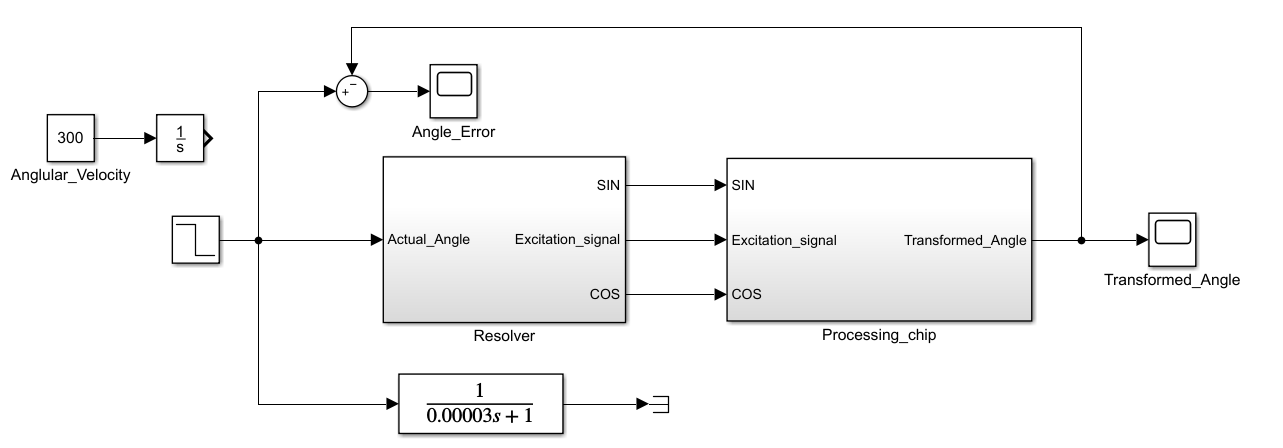 +
−
Angle_Error
300
1
s
Anglular_Velocity
SIN
SIN
Actual_Angle
Excitation_signal
Excitation_signal
Transformed_Angle
Transformed_Angle
COS
COS
Resolver
Processing_chip
1
0.00003s + 1